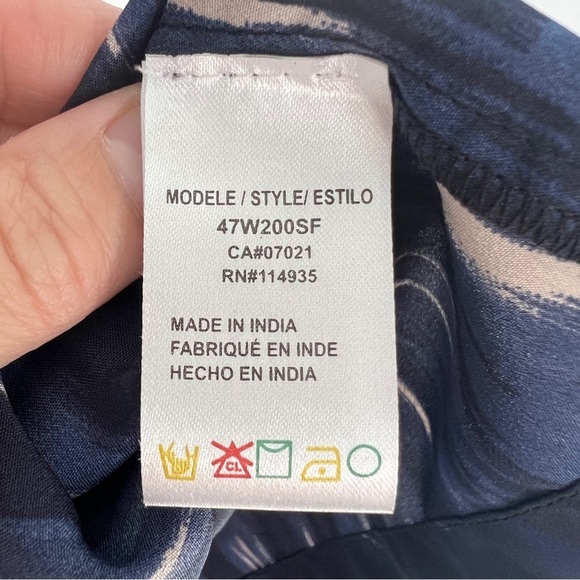 MODELE / STYLE/ ESTILO
47W200SF
CA#07021
RN#114935
MADE IN INDIA
FABRIQUÉ EN INDE
HECHO EN INDIA
CL